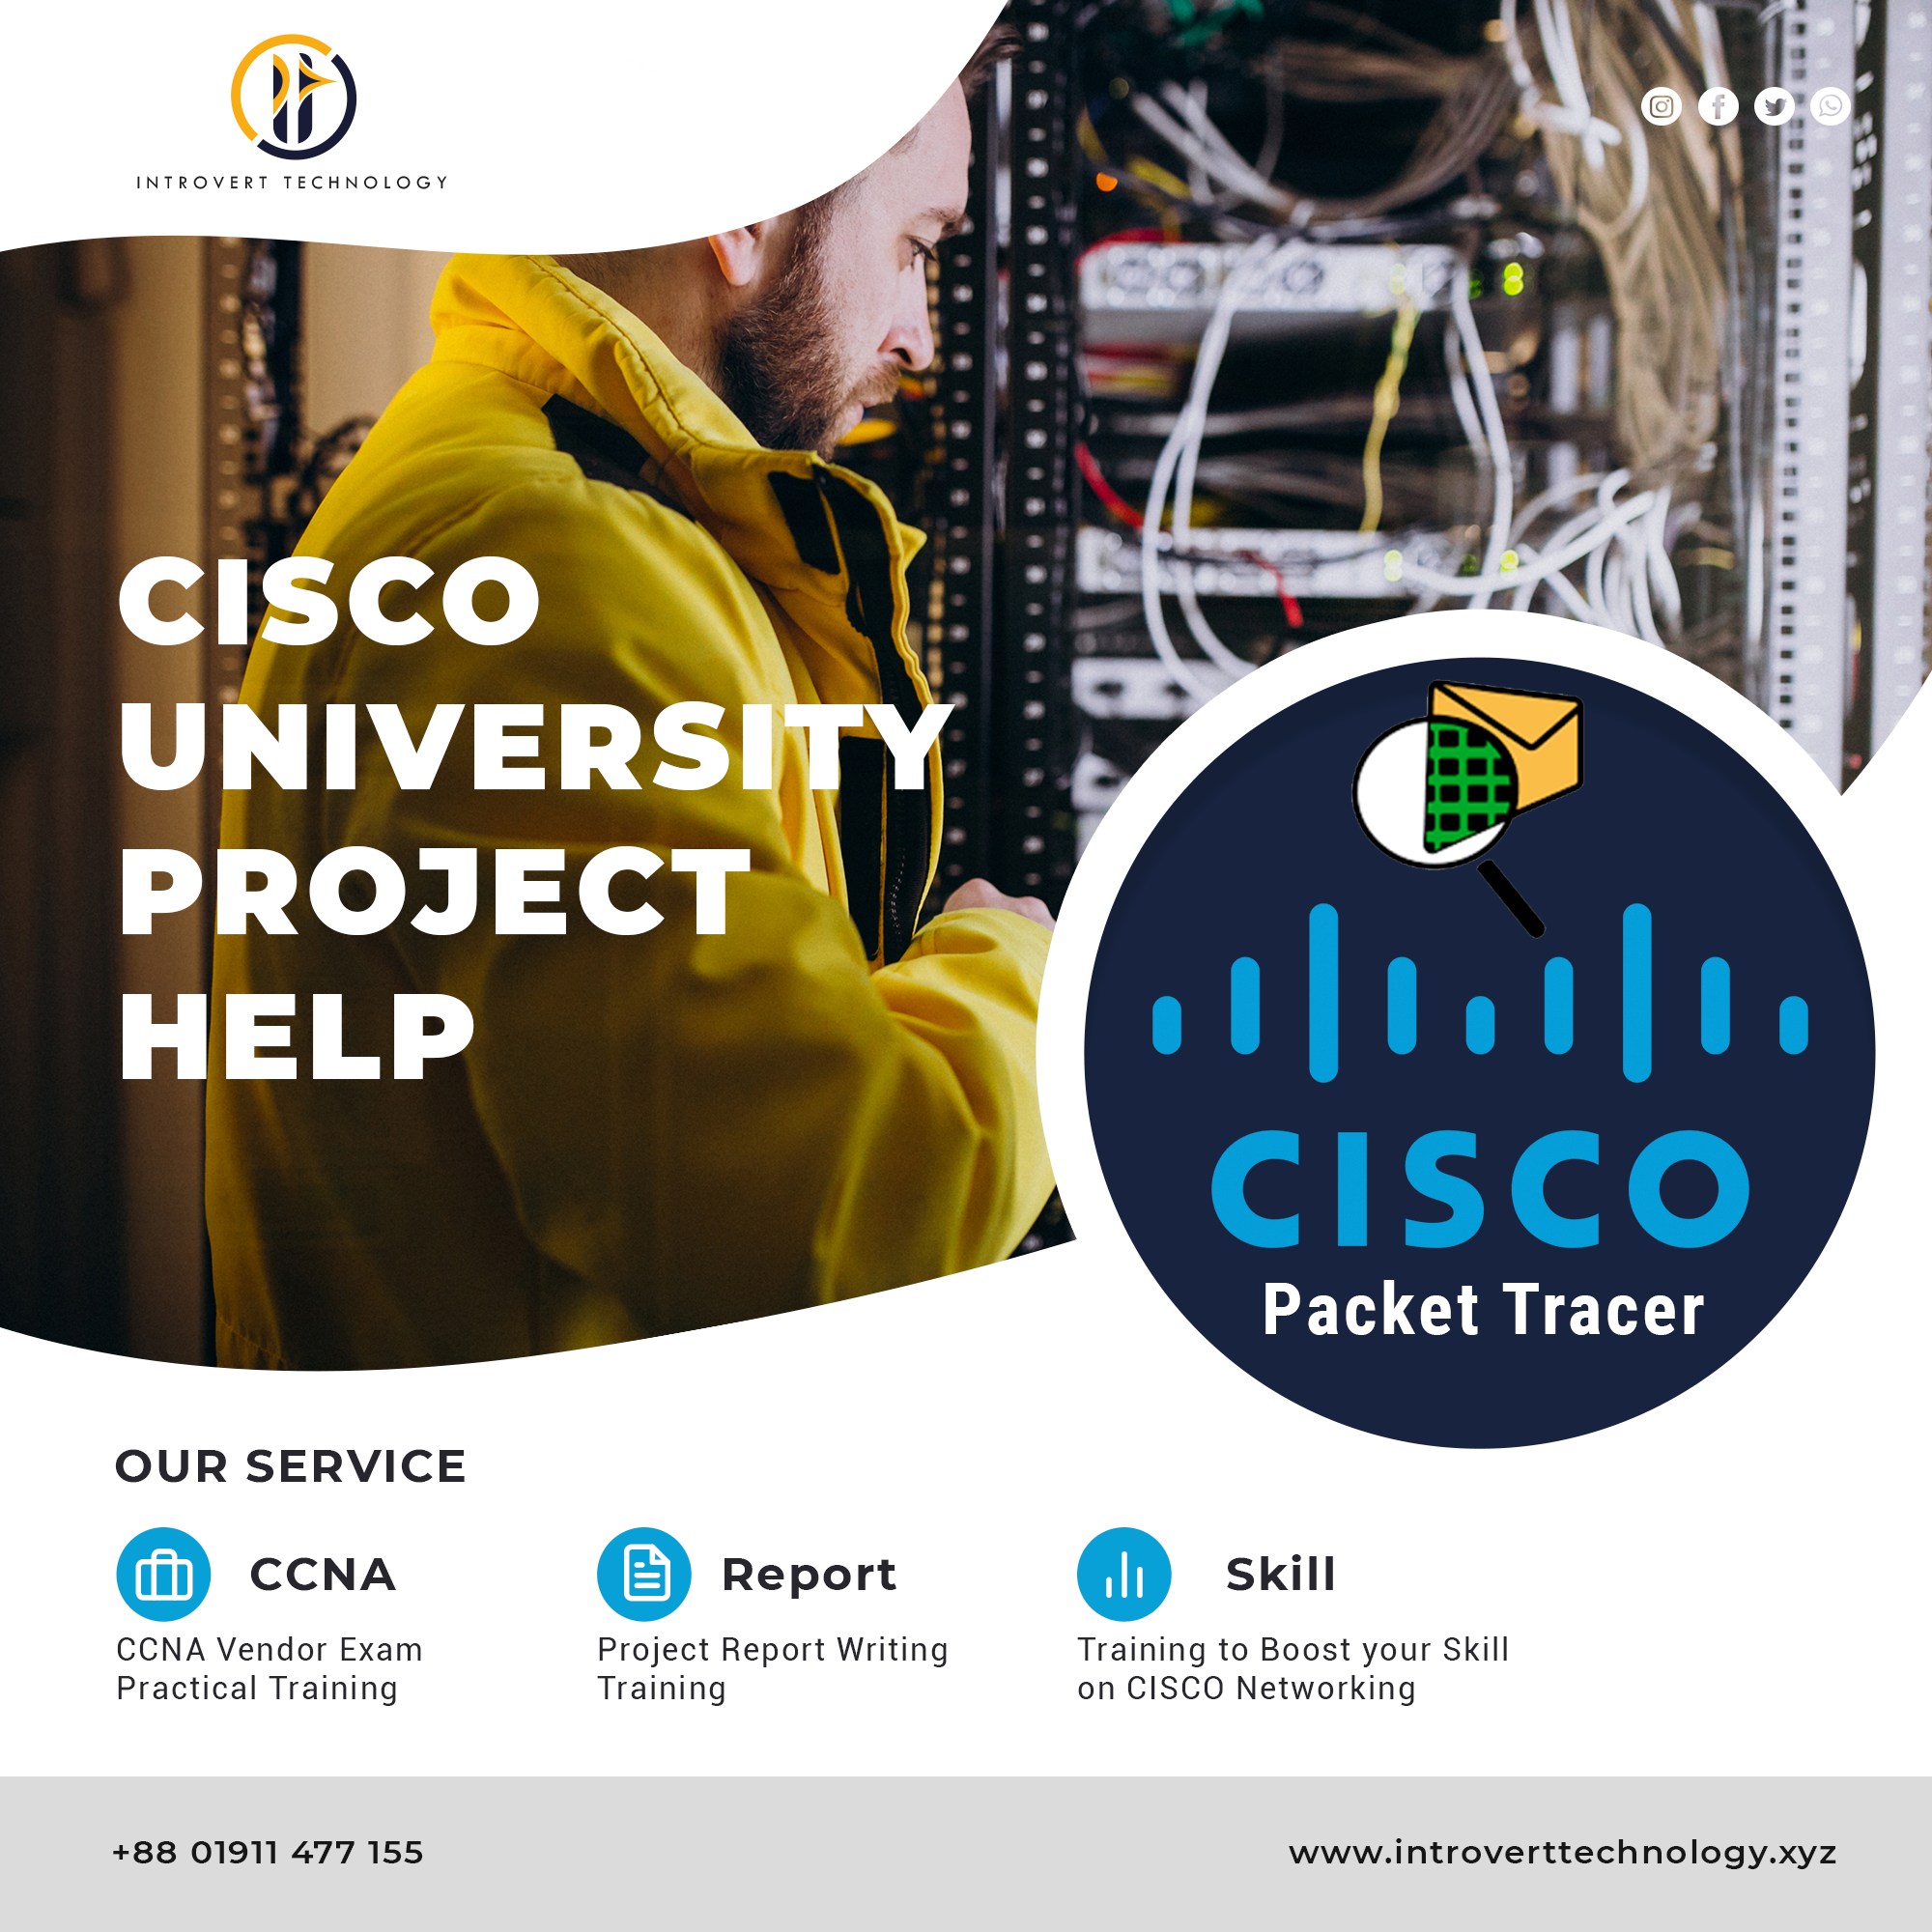 INTROVERT TECHNOLOGY
CISCO
UNIVERSITY
PROJECT
HELP
CISCO
Packet Tracer
OUR SERVICE
CCNA
CCNA Vendor Exam
Practical Training
Report
Project Report Writing
Training
Skill
Training to Boost your Skill
on CISCO Networking
+88 01911 477 155
www.introverttechnology.xyz